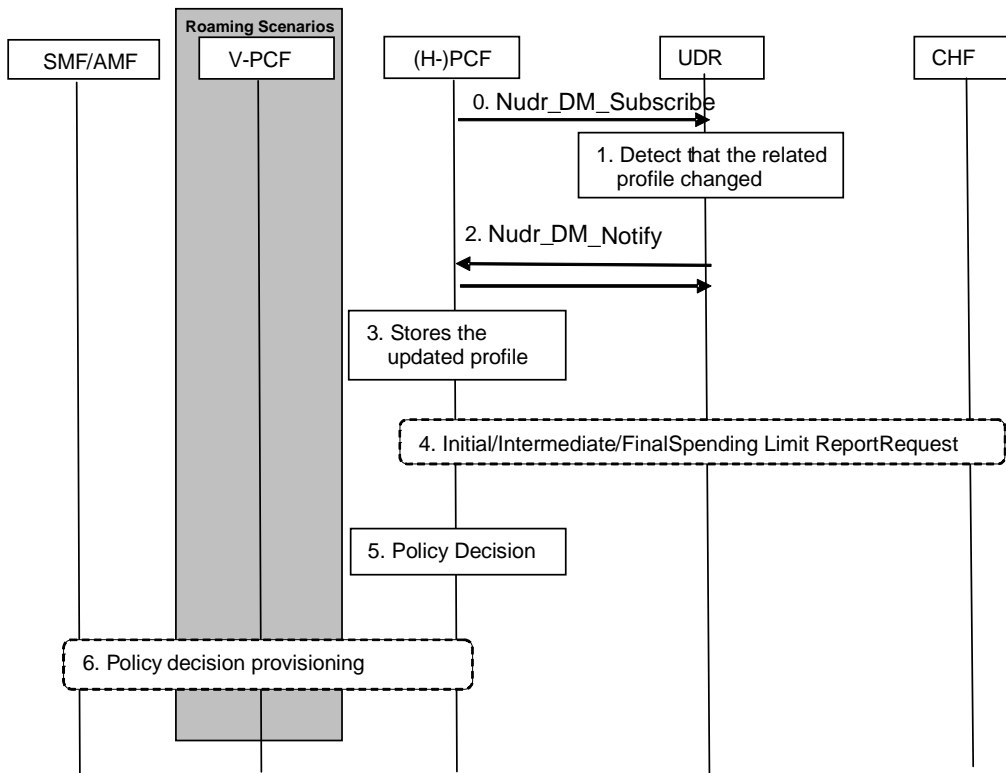 Roaming Scenarios
SMF/AMF
V-PCF
(H-)PCF
UDR
CHF
0. Nudr_DM_Subscribe
1. Detect that the related
profile changed
2. Nudr_DM_Notify
3. Stores the
updated profile
4. Initial/Intermediate/FinalSpending Limit ReportRequest
5. Policy Decision
6. Policy decision provisioning